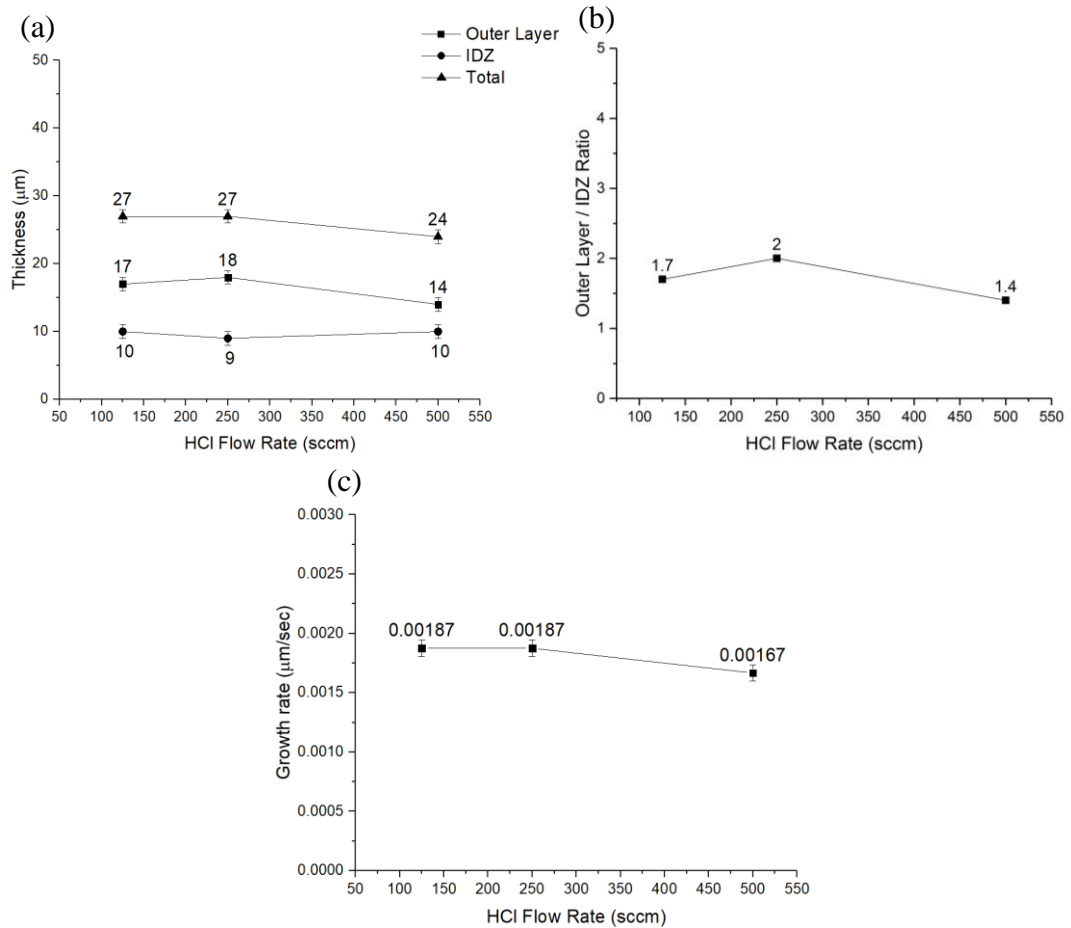 (a)
Outer Layer
IDZ
Total
50
40
30
20
10
0
Thickness (μm)
27
27
24
17
18
14
10
9
10
50 100 150 200 250 300 350 400 450 500 550
HCl Flow Rate (sccm)
(b)
5
4
3
2
1
0
Outer Layer / IDZ Ratio
1.7
2
1.4
100 150 200 250 300 350 400 450 500 550
HCl Flow Rate (sccm)
(c)
0.0030
0.0025
0.0020
0.0015
0.0010
0.0005
0.0000
Growth rate (μm/sec)
0.00187
0.00187
0.00167
50 100 150 200 250 300 350 400 450 500 550
HCl Flow Rate (sccm)